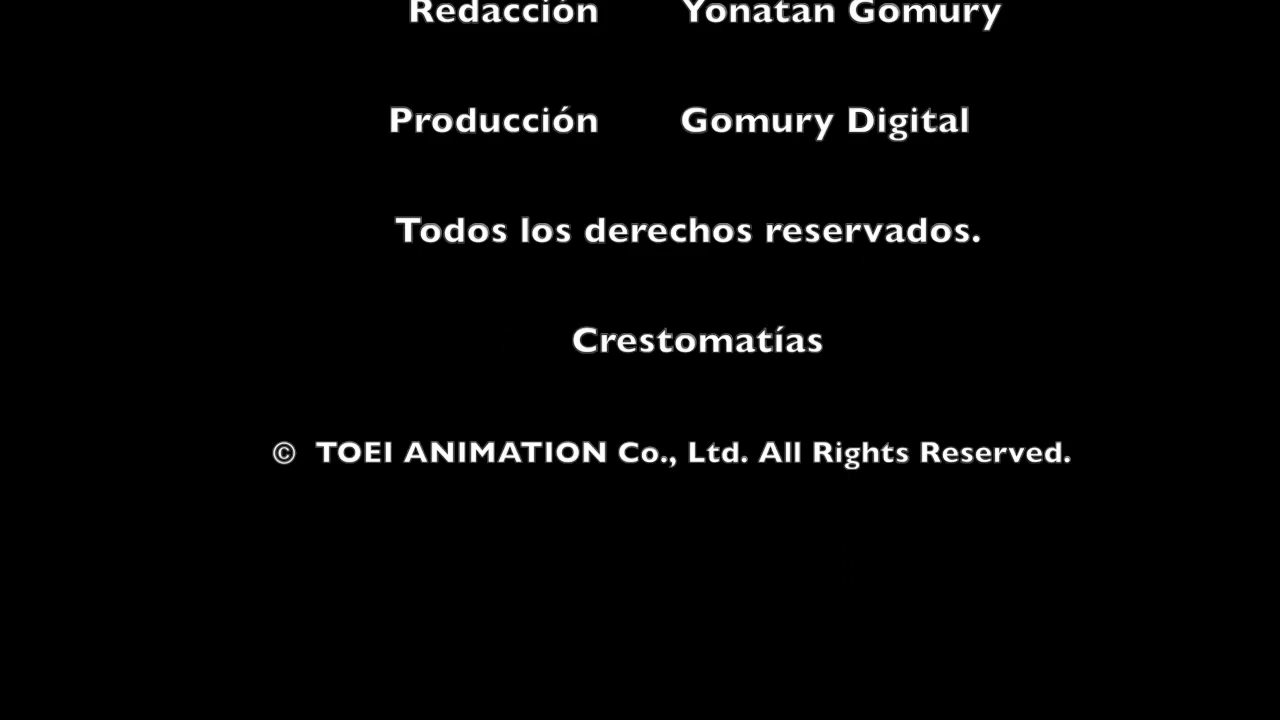 Redacción Yonatan Gomury
Producción Gomury Digital
Todos los derechos reservados.
Crestomatías
© TOEI ANIMATION Co., Ltd. All Rights Reserved.